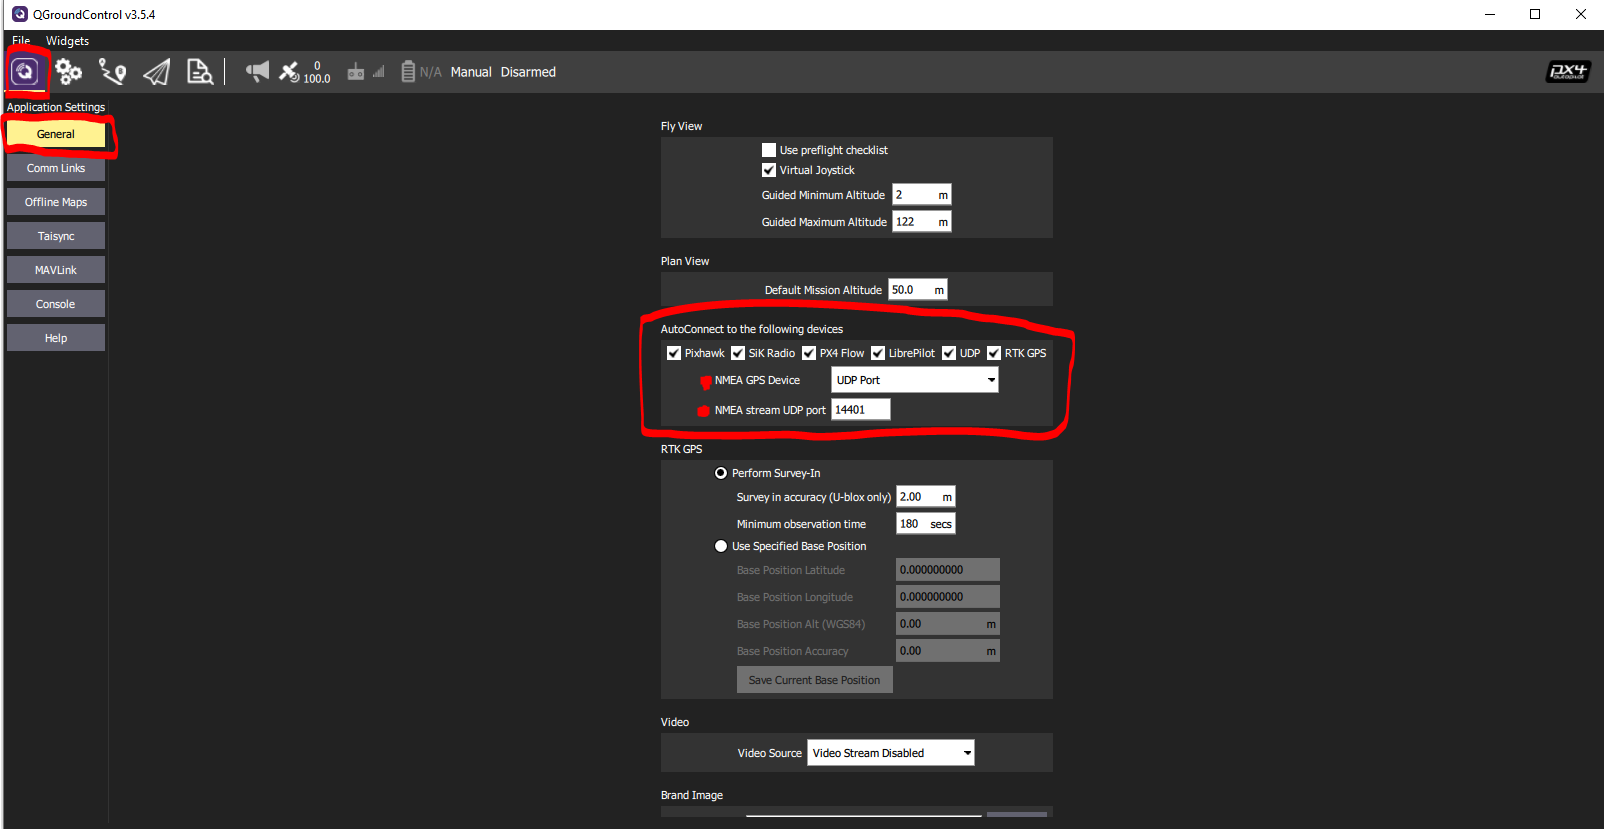 QGroundControl v3.5.4
File Widgets
0
100.0
N/A Manual Disarmed
px4
autopilot
Application Settings
General
Comm Links
Offline Maps
Taisync
MAVLink
Console
Help
Fly View
Use preflight checklist
Virtual Joystick
Guided Minimum Altitude 2 m
Guided Maximum Altitude 122 m
Plan View
Default Mission Altitude 50.0 m
AutoConnect to the following devices
Pixhawk SiK Radio PX4 Flow LibrePilot UDP RTK GPS
NMEA GPS Device UDP Port
NMEA stream UDP port 14401
RTK GPS
Perform Survey-In
Survey in accuracy (U-blox only) 2.00 m
Minimum observation time 180 secs
Use Specified Base Position
Base Position Latitude 0.000000000
Base Position Longitude 0.000000000
Base Position Alt (WGS84) 0.00 m
Base Position Accuracy 0.00 m
Save Current Base Position
Video
Video Source Video Stream Disabled
Brand Image